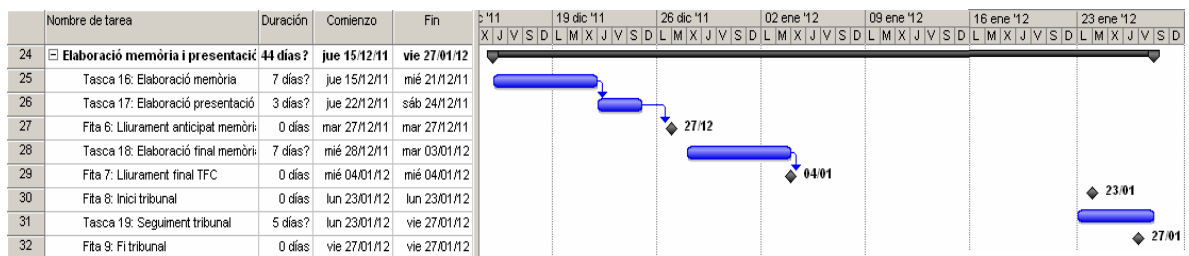 Nombre de tarea Duración Comienzo Fin c '11 19 dic '11 26 dic '11 02 ene '12 09 ene '12 16 ene '12 23 ene '12
X J V S D L M X J V S D L M X J V S D L M X J V S D L M X J V S D L M X J V S D L M X J V S D
24 Elaboració memòria i presentació 44 días? jue 15/12/11 vie 27/01/12
25 Tasca 16: Elaboració memòria 7 días? jue 15/12/11 mié 21/12/11
26 Tasca 17: Elaboració presentació 3 días? jue 22/12/11 sáb 24/12/11
27 Fita 6: Lliurament anticipat memòri 0 días mar 27/12/11 mar 27/12/11 27/12
28 Tasca 18: Elaboració final memòri 7 días? mié 28/12/11 mar 03/01/12
29 Fita 7: Lliurament final TFC 0 días mié 04/01/12 mié 04/01/12 04/01
30 Fita 8: Inici tribunal 0 días lun 23/01/12 lun 23/01/12 23/01
31 Tasca 19: Seguiment tribunal 5 días? lun 23/01/12 vie 27/01/12
32 Fita 9: Fi tribunal 0 días vie 27/01/12 vie 27/01/12 27/01